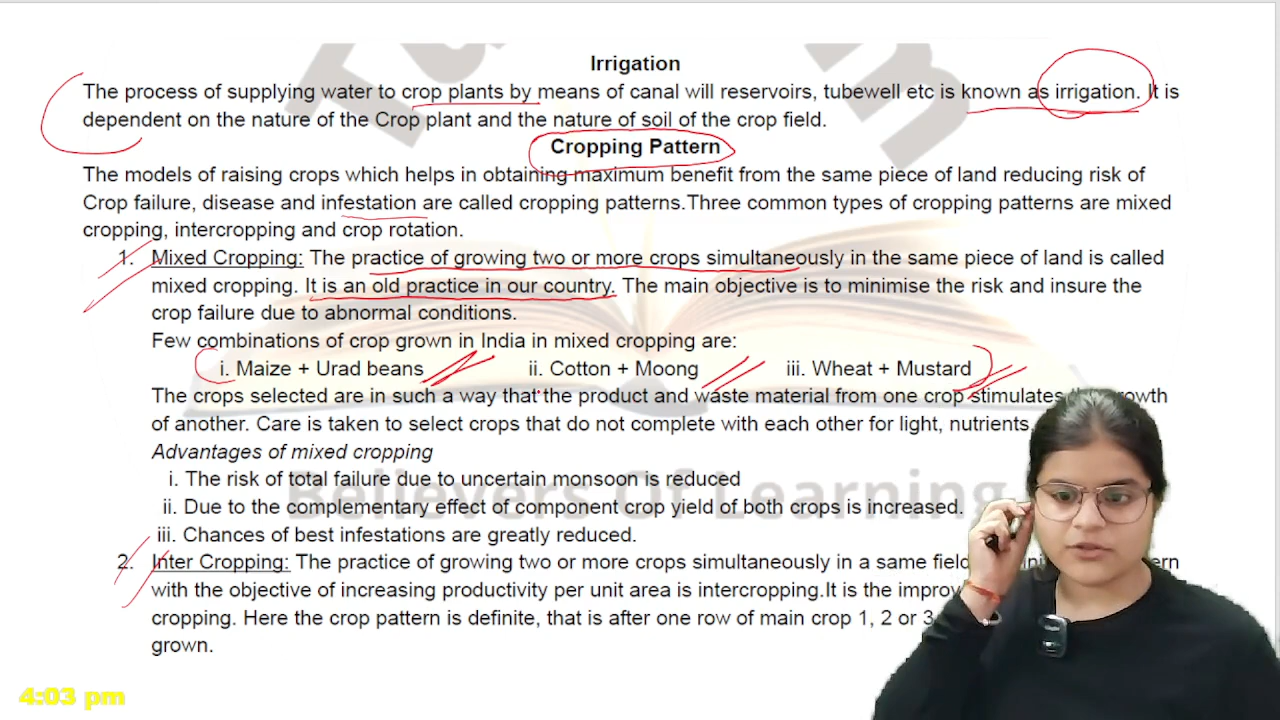 Irrigation
The process of supplying water to crop plants by means of canal will reservoirs, tubewell etc is known as irrigation. It is
dependent on the nature of the Crop plant and the nature of soil of the crop field.
Cropping Pattern
The models of raising crops which helps in obtaining maximum benefit from the same piece of land reducing risk of
Crop failure, disease and infestation are called cropping patterns.Three common types of cropping patterns are mixed
cropping, intercropping and crop rotation.
1. Mixed Cropping: The practice of growing two or more crops simultaneously in the same piece of land is called
mixed cropping. It is an old practice in our country. The main objective is to minimise the risk and insure the
crop failure due to abnormal conditions.
Few combinations of crop grown in India in mixed cropping are:
i. Maize + Urad beans ii. Cotton + Moong iii. Wheat + Mustard
The crops selected are in such a way that the product and waste material from one crop stimulates
of another. Care is taken to select crops that do not complete with each other for light, nutrients,
Advantages of mixed cropping
i. The risk of total failure due to uncertain monsoon is reduced
ii. Due to the complementary effect of component crop yield of both crops is increased.
iii. Chances of best infestations are greatly reduced.
2. Inter Cropping: The practice of growing two or more crops simultaneously in a same field
with the objective of increasing productivity per unit area is intercropping.It is the
cropping. Here the crop pattern is definite, that is after one row of main crop 1, 2 or 3
grown.
Believers Of Learning
4:03 pm